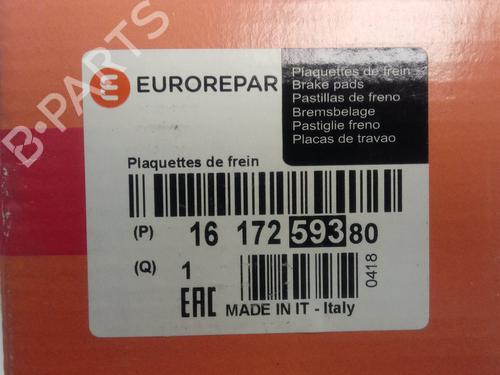 B-PARTS
EUROREPAR
Plaquettes de frein
Brake pads
Pastillas de freno
Bremsbelage
Pastiglie freno
Placas de travao
Plaquettes de frein
(P) 16 172 593 80
(Q) 1
0418
EAC MADE IN IT - Italy